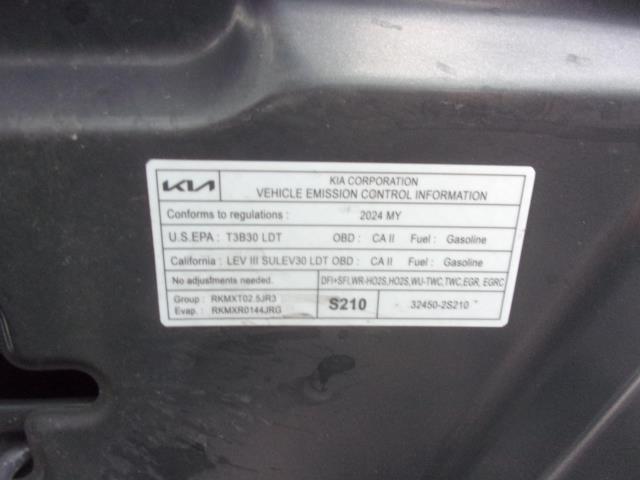 KIA
KIA CORPORATION
VEHICLE EMISSION CONTROL INFORMATION
Conforms to regulations : 2024 MY
U.S.EPA : T3B30 LDT OBD : CA II Fuel : Gasoline
California : LEV III SULEV30 LDT OBD : CA II Fuel : Gasoline
No adjustments needed. DFI+SFI,WR-HO2S,HO2S,WU-TWC,TWC,EGR, EGRC
Group : RKMXT02.5JR3
Evap. : RKMXR0144JRG
S210
32450-2S210